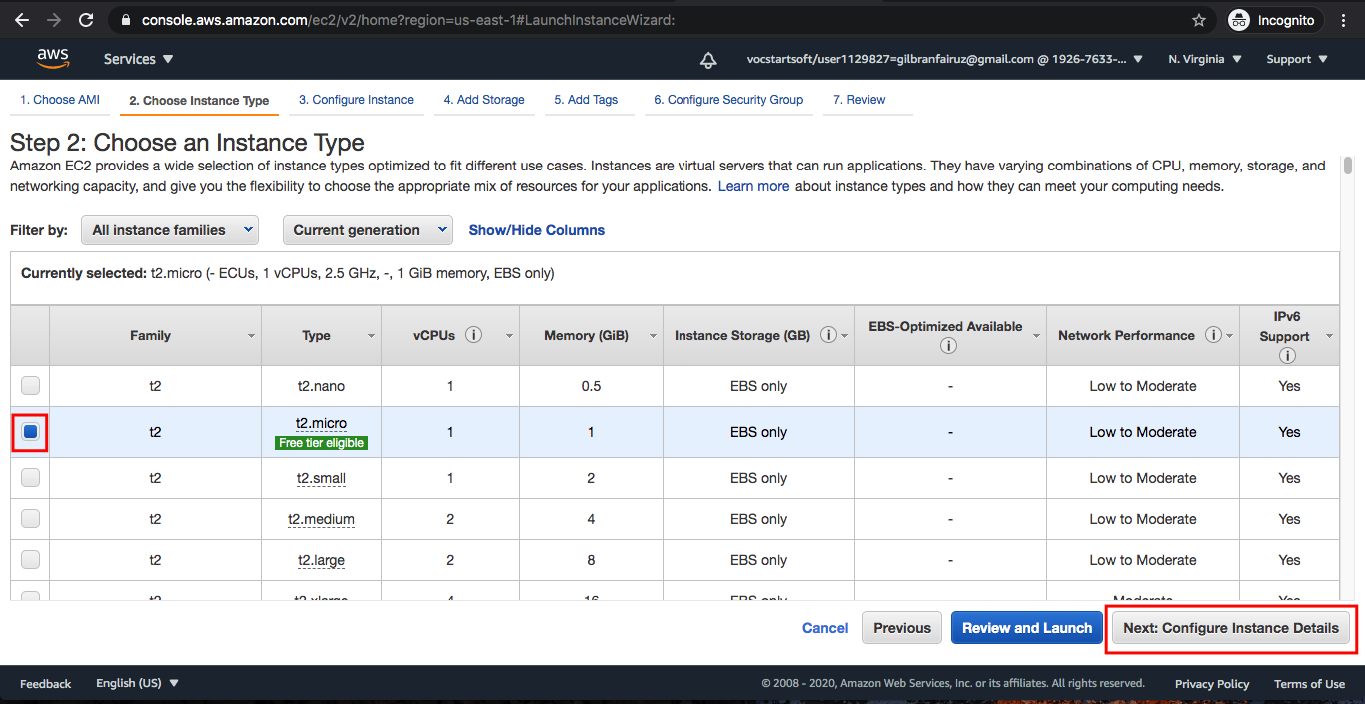 console.aws.amazon.com/ec2/v2/home?region=us-east-1#LaunchInstanceWizard:
Incognito
aws
Services
vocstartsoft/user1129827=gilbranfairuz@gmail.com @ 1926-7633-...
N. Virginia
Support
1. Choose AMI
2. Choose Instance Type
3. Configure Instance
4. Add Storage
5. Add Tags
6. Configure Security Group
7. Review
Step 2: Choose an Instance Type
Amazon EC2 provides a wide selection of instance types optimized to fit different use cases. Instances are virtual servers that can run applications. They have varying combinations of CPU, memory, storage, and
networking capacity, and give you the flexibility to choose the appropriate mix of resources for your applications. Learn more about instance types and how they can meet your computing needs.
Filter by: All instance families Current generation Show/Hide Columns
Currently selected: t2.micro (- ECUs, 1 vCPUs, 2.5 GHz, -, 1 GiB memory, EBS only)
Family Type vCPUs i Memory (GiB) Instance Storage (GB) i EBS-Optimized Available i Network Performance i IPv6 Support i
t2 t2.nano 1 0.5 EBS only - Low to Moderate Yes
t2 t2.micro Free tier eligible 1 1 EBS only - Low to Moderate Yes
t2 t2.small 1 2 EBS only - Low to Moderate Yes
t2 t2.medium 2 4 EBS only - Low to Moderate Yes
t2 t2.large 2 8 EBS only - Low to Moderate Yes
t2 t2.xlarge 4 16 EBS only Moderate Yes
Cancel Previous Review and Launch Next: Configure Instance Details
Feedback English (US) © 2008 - 2020, Amazon Web Services, Inc. or its affiliates. All rights reserved. Privacy Policy Terms of Use